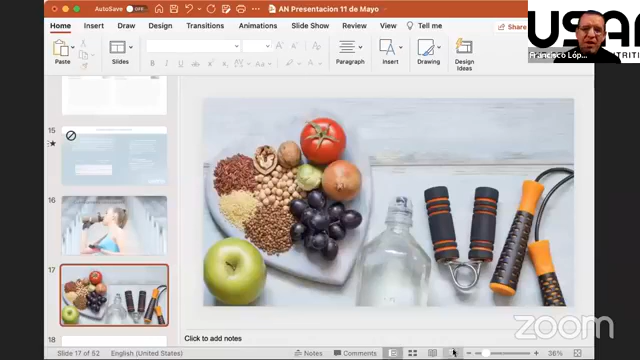 AutoSave
OFF
AN Presentacion 11 de Mayo
Home
Insert
Draw
Design
Transitions
Animations
Slide Show
Review
View
Tell me
Share
Paste
Slides
Paragraph
Insert
Drawing
Design
Ideas
Francisco Lóp...
15
16
17
18
Click to add notes
Slide 17 of 52
English (United States)
Notes
Comments
36%
zoom